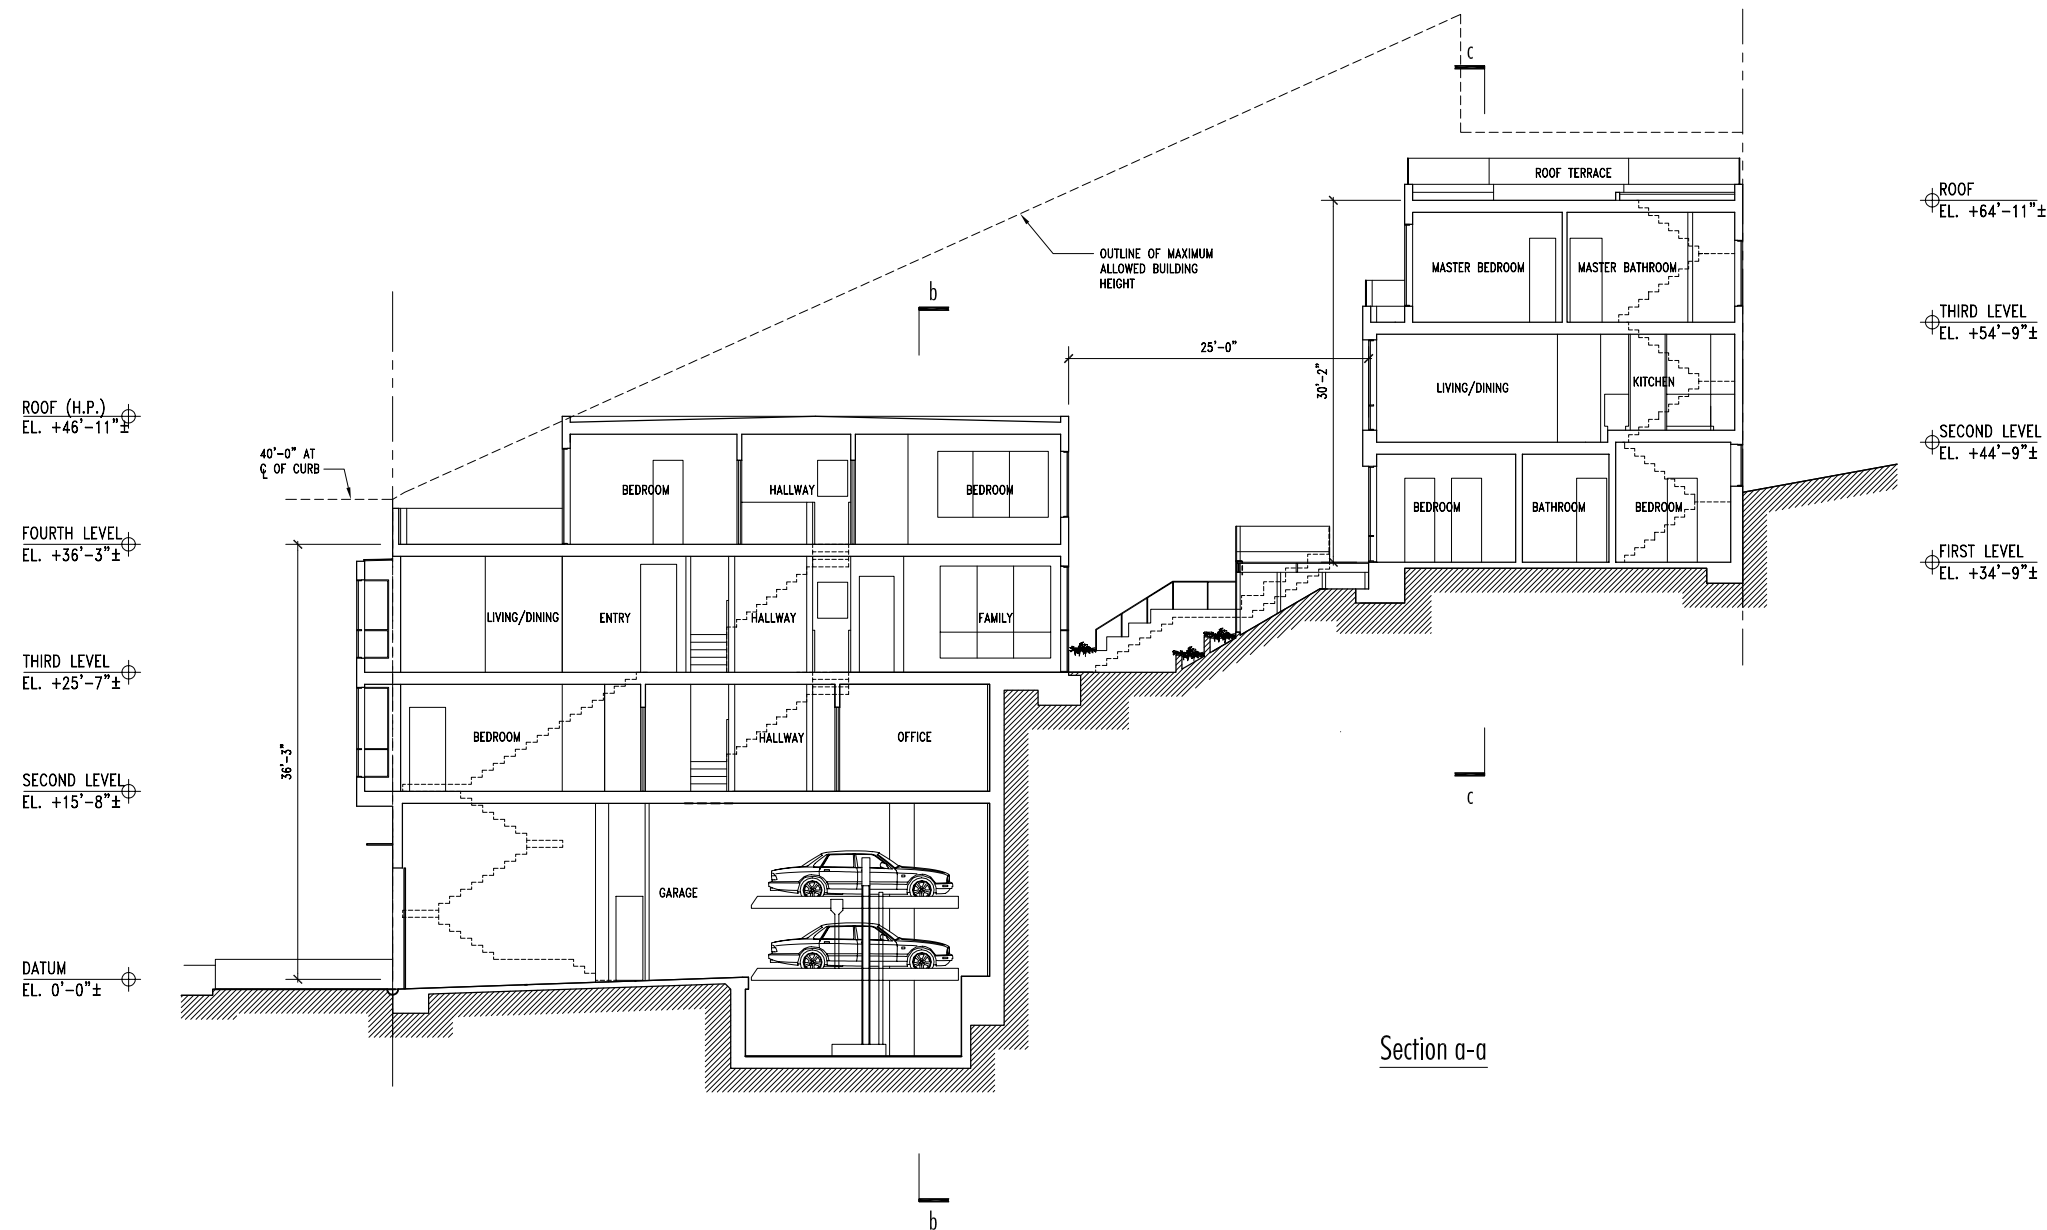 c
ROOF TERRACE
ROOF
EL. +64'-11"±
OUTLINE OF MAXIMUM
ALLOWED BUILDING
HEIGHT
MASTER BEDROOM
MASTER BATHROOM
b
THIRD LEVEL
EL. +54'-9"±
25'-0"
30'-2"
LIVING/DINING
KITCHEN
ROOF (H.P.)
EL. +46'-11"±
SECOND LEVEL
EL. +44'-9"±
40'-0" AT
℄ OF CURB
BEDROOM
HALLWAY
BEDROOM
BEDROOM
BATHROOM
BEDROOM
FOURTH LEVEL
EL. +36'-3"±
FIRST LEVEL
EL. +34'-9"±
LIVING/DINING
ENTRY
HALLWAY
FAMILY
THIRD LEVEL
EL. +25'-7"±
BEDROOM
HALLWAY
OFFICE
36'-3"
SECOND LEVEL
EL. +15'-8"±
c
GARAGE
DATUM
EL. 0'-0"±
Section a-a
b